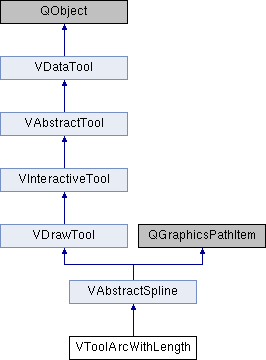 QObject
VDataTool
VAbstractTool
VInteractiveTool
VDrawTool
QGraphicsPathItem
VAbstractSpline
VToolArcWithLength